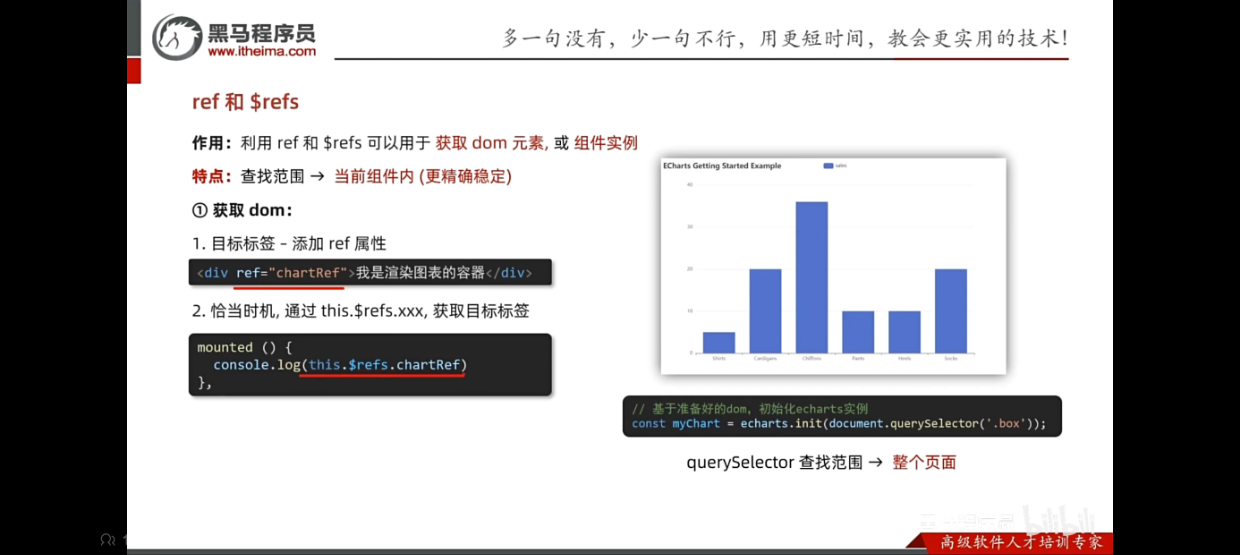 黑马程序员
www.itheima.com
多一句没有，少一句不行，用更短时间，教会更实用的技术！
ref 和 $refs
作用：利用 ref 和 $refs 可以用于 获取 dom 元素, 或 组件实例
特点：查找范围 → 当前组件内 (更精确稳定)
① 获取 dom：
1. 目标标签 - 添加 ref 属性
<div ref="chartRef">我是渲染图表的容器</div>
2. 恰当时机, 通过 this.$refs.xxx, 获取目标标签
mounted () {
console.log(this.$refs.chartRef)
},
ECharts Getting Started Example
sales
40
30
20
10
0
Shirts
Cardigans
Chiffons
Pants
Heels
Socks
// 基于准备好的dom，初始化echarts实例
const myChart = echarts.init(document.querySelector('.box'));
querySelector 查找范围 → 整个页面
bilibili
高级软件人才培训专家